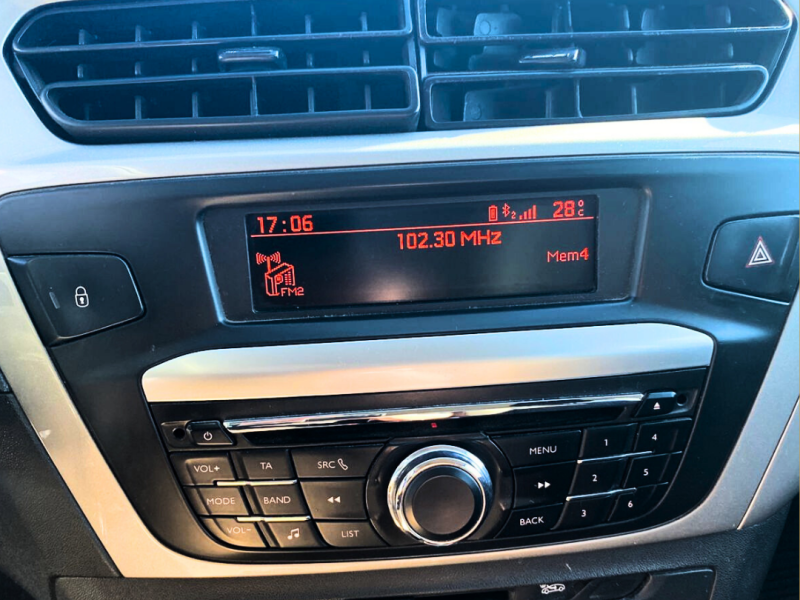 17:06
2
28°C
102.30 MHz
Mem4
FM2
VOL+
TA
SRC
MENU
1
4
MODE
BAND
2
5
VOL-
LIST
BACK
3
6